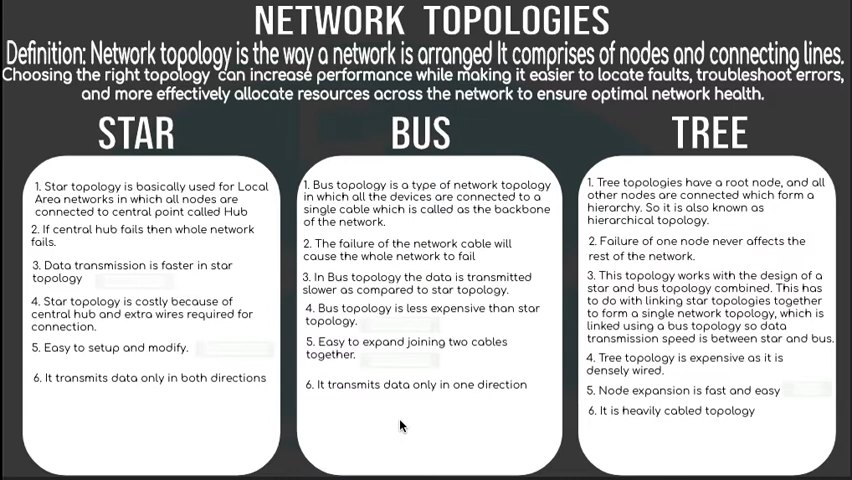 NETWORK TOPOLOGIES
Definition: Network topology is the way a network is arranged It comprises of nodes and connecting lines.
Choosing the right topology can increase performance while making it easier to locate faults, troubleshoot errors,
and more effectively allocate resources across the network to ensure optimal network health.
STAR
1. Star topology is basically used for Local
Area networks in which all nodes are
connected to central point called Hub
2. If central hub fails then whole network
fails.
3. Data transmission is faster in star
topology
4. Star topology is costly because of
central hub and extra wires required for
connection.
5. Easy to setup and modify.
6. It transmits data only in both directions
BUS
1. Bus topology is a type of network topology
in which all the devices are connected to a
single cable which is called as the backbone
of the network.
2. The failure of the network cable will
cause the whole network to fail
3. In Bus topology the data is transmitted
slower as compared to star topology.
4. Bus topology is less expensive than star
topology.
5. Easy to expand joining two cables
together.
6. It transmits data only in one direction
TREE
1. Tree topologies have a root node, and all
other nodes are connected which form a
hierarchy. So it is also known as
hierarchical topology.
2. Failure of one node never affects the
rest of the network.
3. This topology works with the design of a
star and bus topology combined. This has
to do with linking star topologies together
to form a single network topology, which is
linked using a bus topology so data
transmission speed is between star and bus.
4. Tree topology is expensive as it is
densely wired.
5. Node expansion is fast and easy
6. It is heavily cabled topology